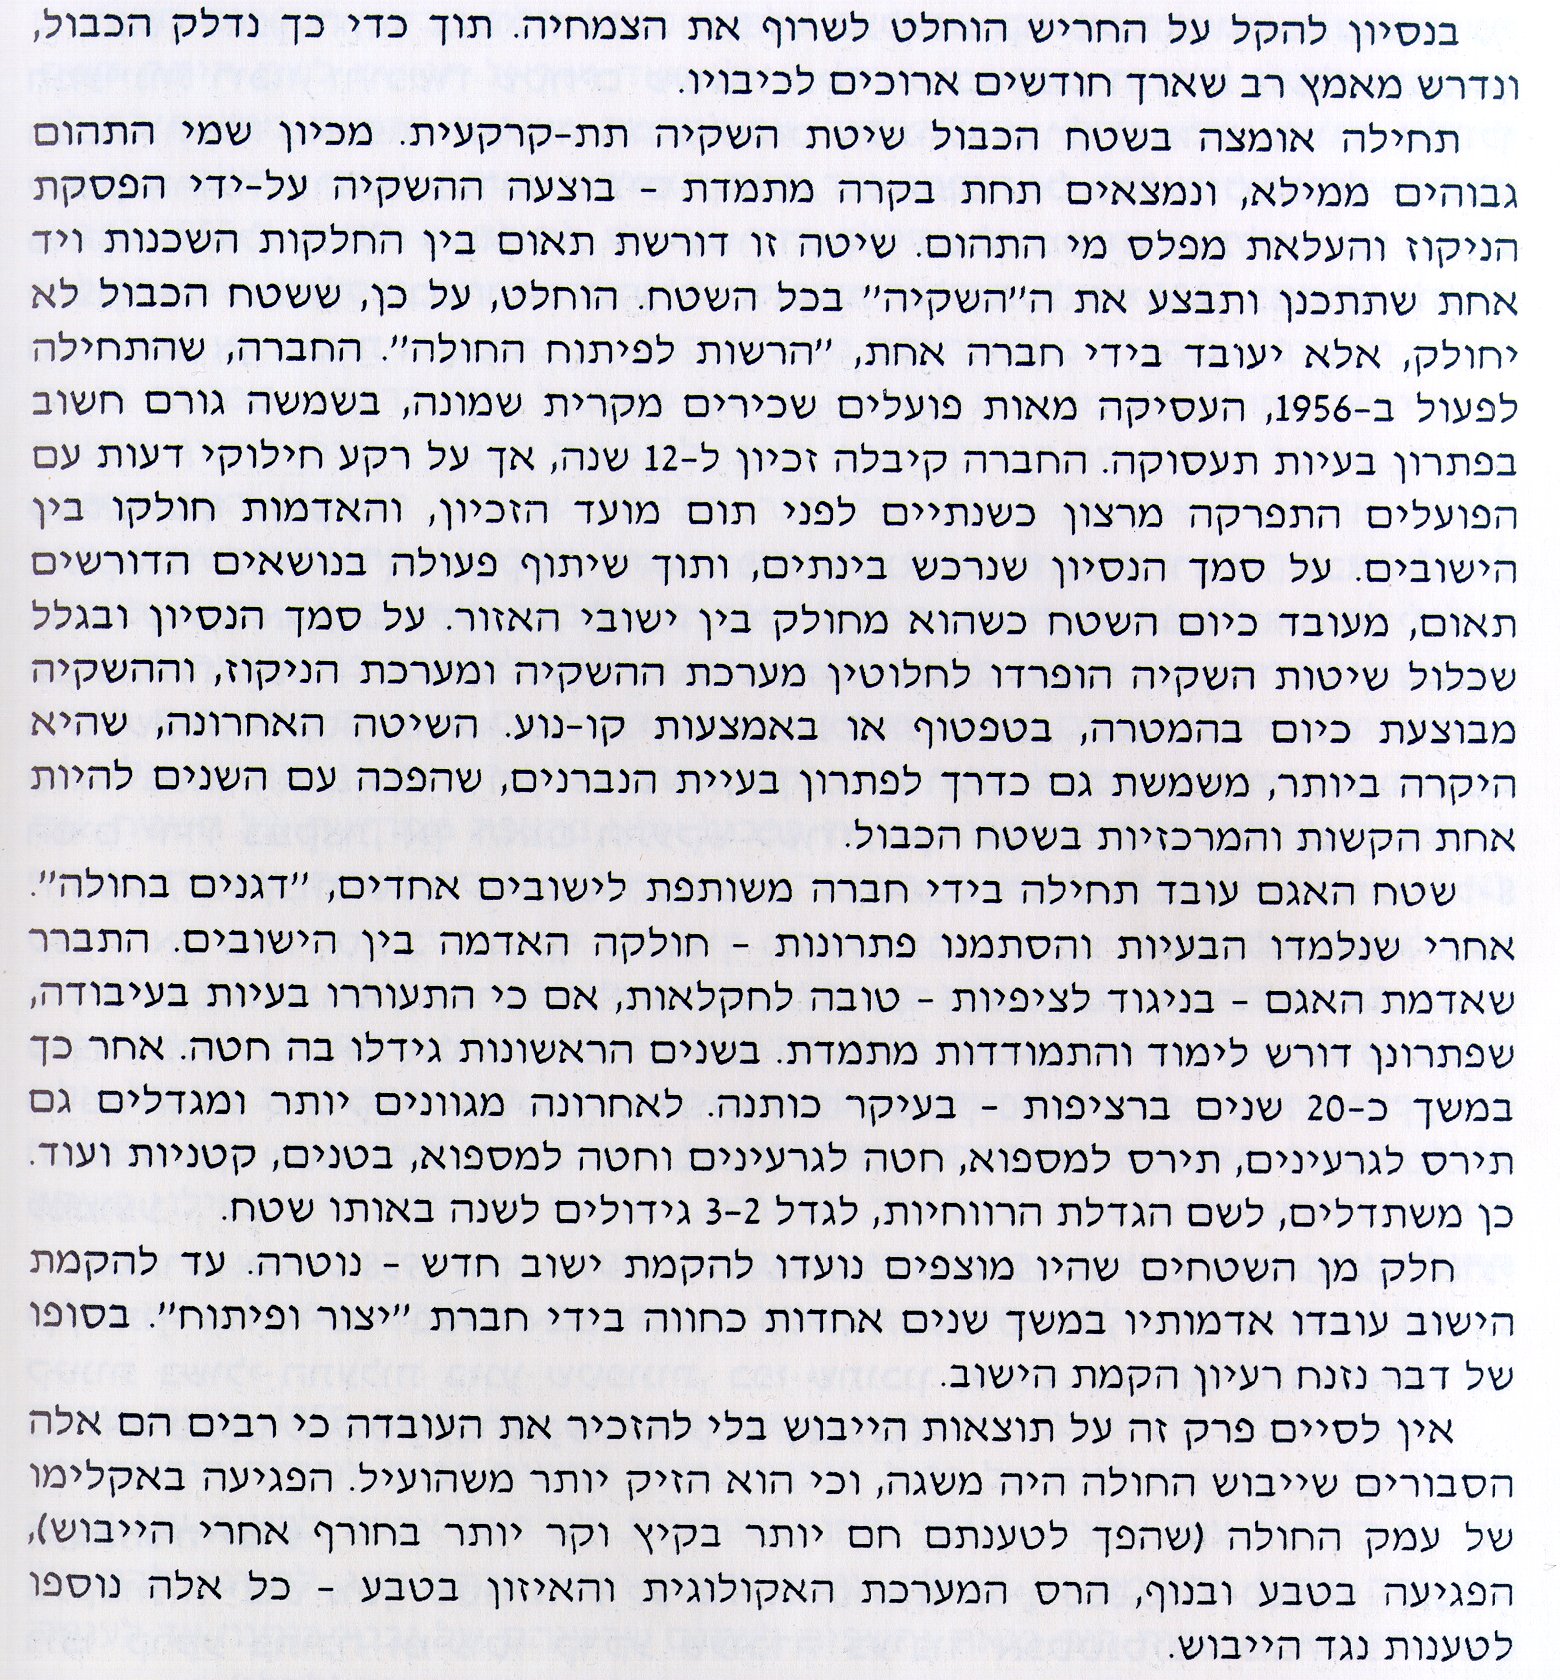 בנסיון להקל על החריש הוחלט לשרוף את הצמחיה. תוך כדי כך נדלק הכבול,
ונדרש מאמץ רב שארך חודשים ארוכים לכיבויו.
תחילה אומצה בשטח הכבול שיטת השקיה תת-קרקעית. מכיון שמי התהום
גבוהים ממילא, ונמצאים תחת בקרה מתמדת - בוצעה ההשקיה על-ידי הפסקת
הניקוז והעלאת מפלס מי התהום. שיטה זו דורשת תאום בין החלקות השכנות ויד
אחת שתתכנן ותבצע את ה"השקיה" בכל השטח. הוחלט, על כן, ששטח הכבול לא
יחולק, אלא יעובד בידי חברה אחת, "הרשות לפיתוח החולה". החברה, שהתחילה
לפעול ב-1956, העסיקה מאות פועלים שכירים מקרית שמונה, בשמשה גורם חשוב
בפתרון בעיות תעסוקה. החברה קיבלה זכיון ל-12 שנה, אך על רקע חילוקי דעות עם
הפועלים התפרקה מרצון כשנתיים לפני תום מועד הזכיון, והאדמות חולקו בין
הישובים. על סמך הנסיון שנרכש בינתים, ותוך שיתוף פעולה בנושאים הדורשים
תאום, מעובד כיום השטח כשהוא מחולק בין ישובי האזור. על סמך הנסיון ובגלל
שכלול שיטות השקיה הופרדו לחלוטין מערכת ההשקיה ומערכת הניקוז, וההשקיה
מבוצעת כיום בהמטרה, בטפטוף או באמצעות קו-נוע. השיטה האחרונה, שהיא
היקרה ביותר, משמשת גם כדרך לפתרון בעיית הנברנים, שהפכה עם השנים להיות
אחת הקשות והמרכזיות בשטח הכבול.
שטח האגם עובד תחילה בידי חברה משותפת לישובים אחדים, "דגנים בחולה".
אחרי שנלמדו הבעיות והסתמנו פתרונות - חולקה האדמה בין הישובים. התברר
שאדמת האגם - בניגוד לציפיות - טובה לחקלאות, אם כי התעוררו בעיות בעיבודה,
שפתרונן דורש לימוד והתמודדות מתמדת. בשנים הראשונות גידלו בה חטה. אחר כך
במשך כ-20 שנים ברציפות - בעיקר כותנה. לאחרונה מגוונים יותר ומגדלים גם
תירס לגרעינים, תירס למספוא, חטה לגרעינים וחטה למספוא, בטנים, קטניות ועוד.
כן משתדלים, לשם הגדלת הרווחיות, לגדל 2-3 גידולים לשנה באותו שטח.
חלק מן השטחים שהיו מוצפים נועדו להקמת ישוב חדש - נוטרה. עד להקמת
הישוב עובדו אדמותיו במשך שנים אחדות כחווה בידי חברת "יצור ופיתוח". בסופו
של דבר נזנח רעיון הקמת הישוב.
אין לסיים פרק זה על תוצאות הייבוש בלי להזכיר את העובדה כי רבים הם אלה
הסבורים שייבוש החולה היה משגה, וכי הוא הזיק יותר משהועיל. הפגיעה באקלימו
של עמק החולה (שהפך לטענתם חם יותר בקיץ וקר יותר בחורף אחרי הייבוש),
הפגיעה בטבע ובנוף, הרס המערכת האקולוגית והאיזון בטבע - כל אלה נוספו
לטענות נגד הייבוש.